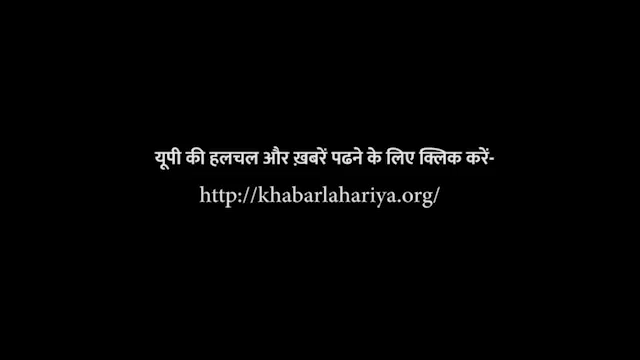 यूपी की हलचल और ख़बरें पढने के लिए क्लिक करें-
http://khabarlahariya.org/